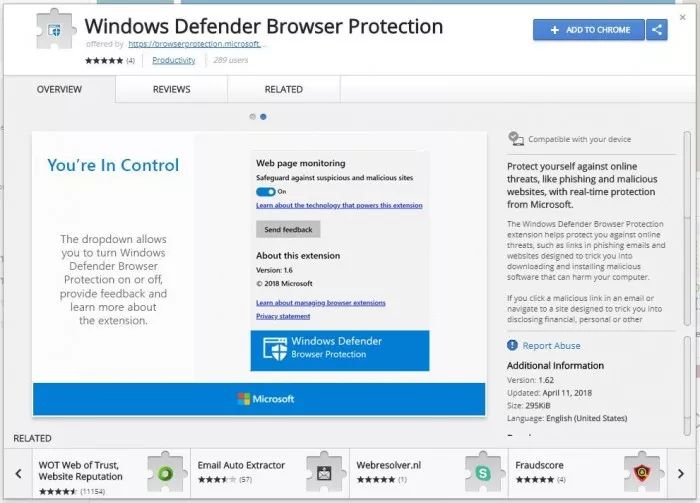 Windows Defender Browser Protection
offered by https://browserprotection.microsoft....
(4) Productivity 289 users
ADD TO CHROME
OVERVIEW REVIEWS RELATED
You're In Control
The dropdown allows
you to turn Windows
Defender Browser
Protection on or off,
provide feedback and
learn more about
the extension.
Web page monitoring
Safeguard against suspicious and malicious sites
On
Learn about the technology that powers this extension
Send feedback
About this extension
Version: 1.6
© 2018 Microsoft
Learn about managing browser extensions
Privacy statement
Windows Defender
Browser Protection
Microsoft
Compatible with your device
Protect yourself against online
threats, like phishing and malicious
websites, with real-time protection
from Microsoft.
The Windows Defender Browser Protection
extension helps protect you against online
threats, such as links in phishing emails and
websites designed to trick you into
downloading and installing malicious
software that can harm your computer.
If you click a malicious link in an email or
navigate to a site designed to trick you into
disclosing financial, personal or other
Report Abuse
Additional Information
Version: 1.62
Updated: April 11, 2018
Size: 295KiB
Language: English (United States)
RELATED
WOT Web of Trust,
Website Reputation
(11154)
Email Auto Extractor
(57)
Webresolver.nl
(1)
Fraudscore
(4)